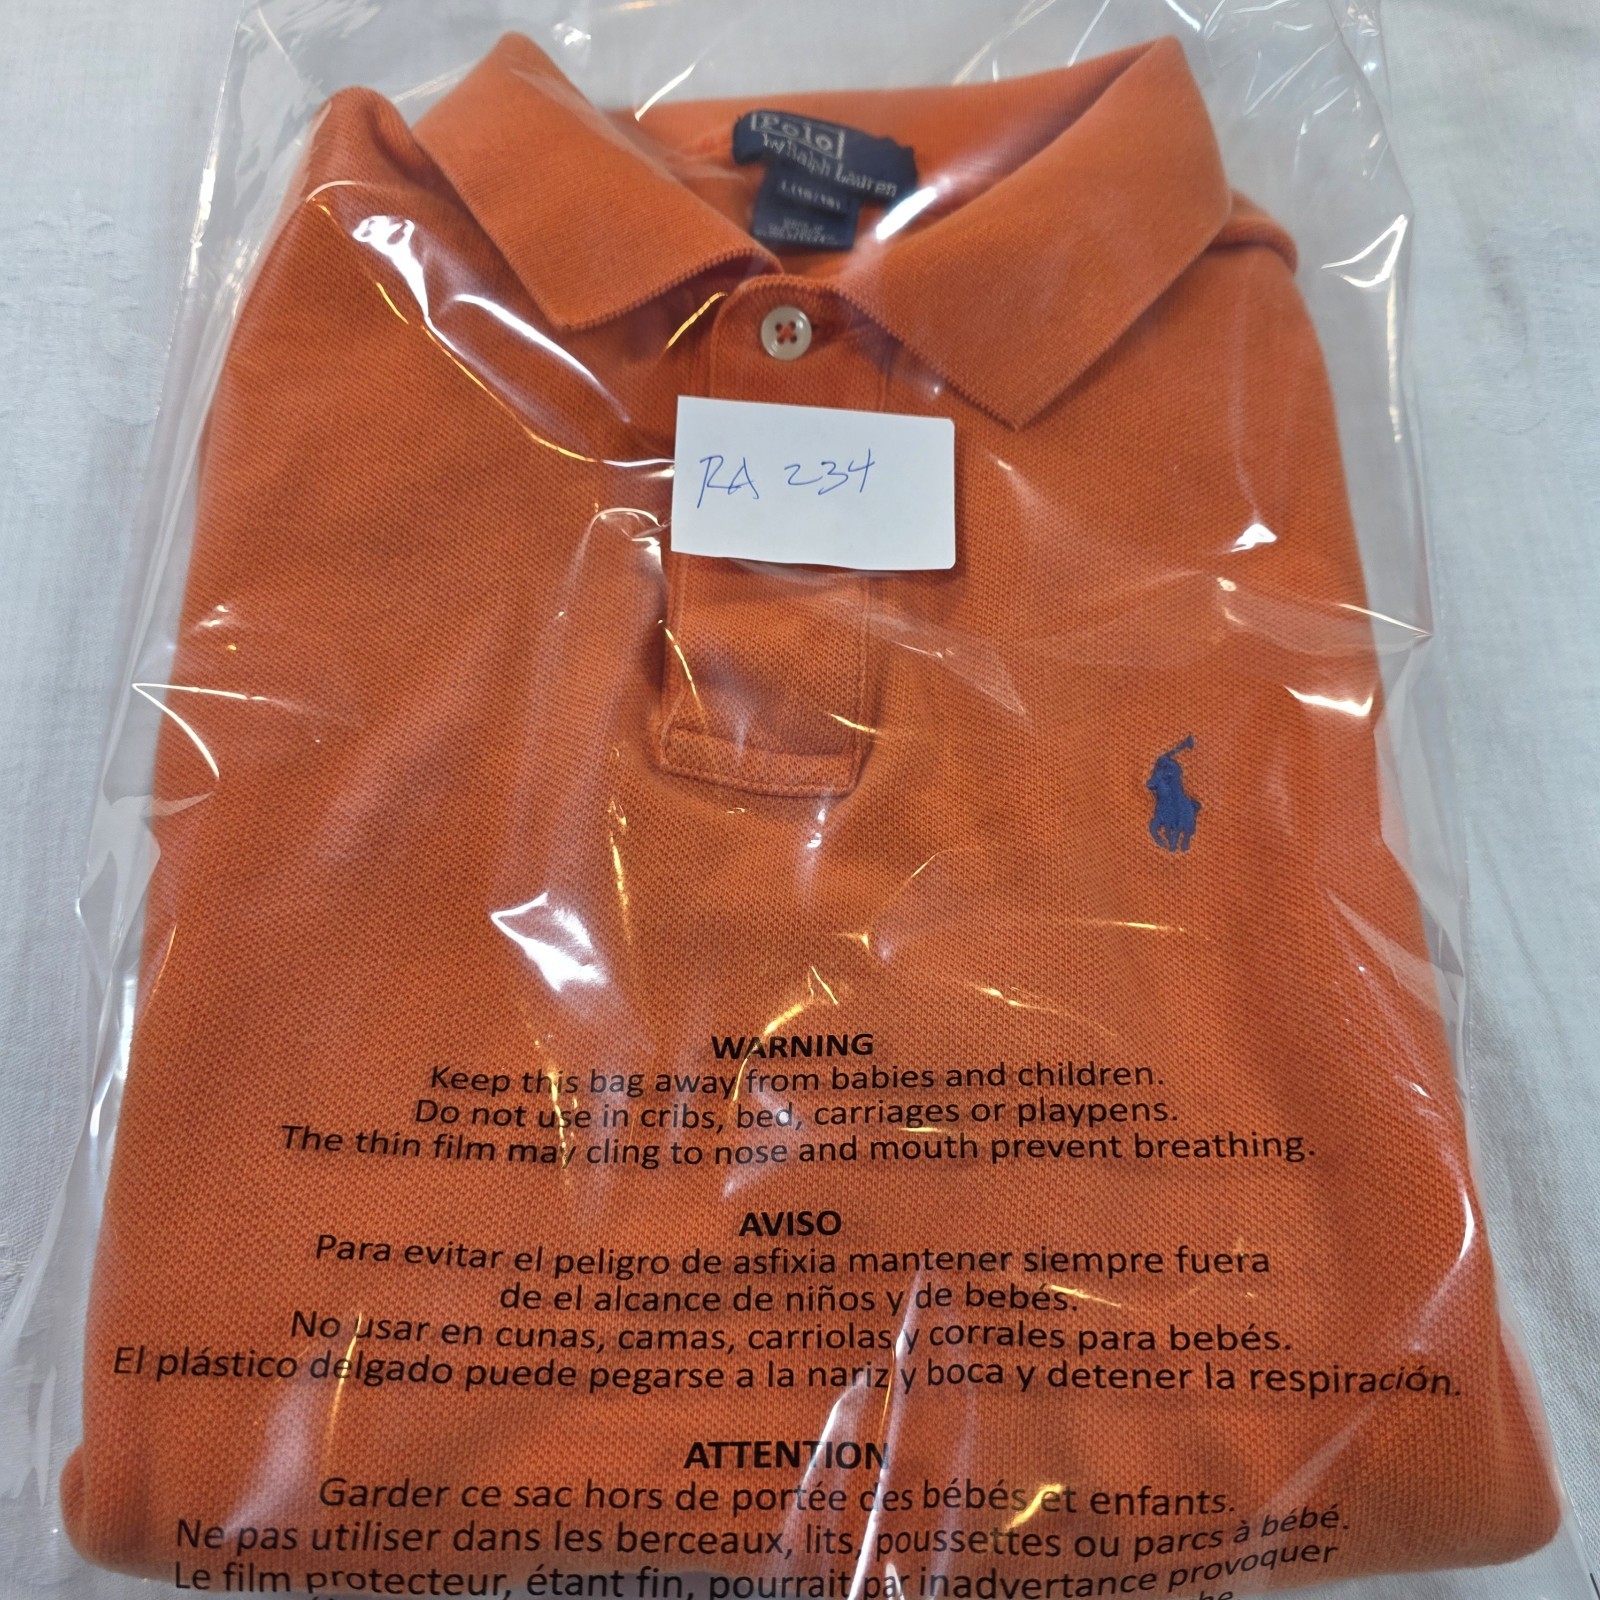 Polo
by Ralph Lauren
RA 234
WARNING
Keep this bag away from babies and children.
Do not use in cribs, bed, carriages or playpens.
The thin film may cling to nose and mouth prevent breathing.
AVISO
Para evitar el peligro de asfixia mantener siempre fuera
de el alcance de niños y de bebés.
No usar en cunas, camas, carriolas y corrales para bebés.
El plástico delgado puede pegarse a la nariz y boca y detener la respiración.
ATTENTION
Garder ce sac hors de portée des bébés et enfants.
Ne pas utiliser dans les berceaux, lits, poussettes ou parcs à bébé.
Le film protecteur, étant fin, pourrait par inadvertance provoquer